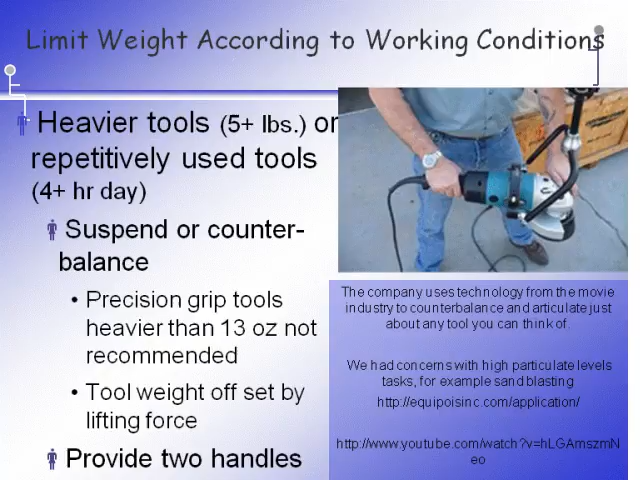 Limit Weight According to Working Conditions
Heavier tools (5+ lbs.) or
repetitively used tools
(4+ hr day)
Suspend or counter-
balance
• Precision grip tools
heavier than 13 oz not
recommended
• Tool weight off set by
lifting force
Provide two handles
The company uses technology from the movie
industry to counterbalance and articulate just
about any tool you can think of.
We had concerns with high particulate levels
tasks, for example sand blasting
http://equipoisinc.com/application/
http://www.youtube.com/watch?v=hLGAmszmN
eo